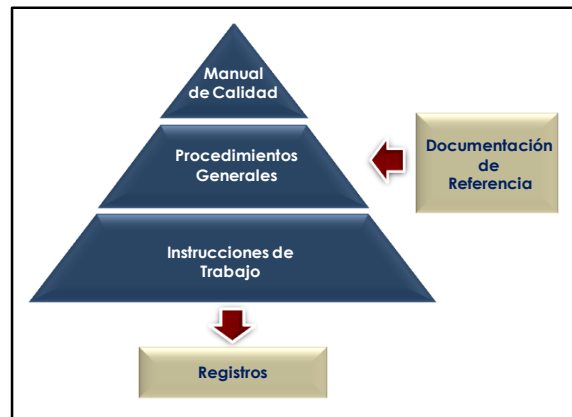 Manual
de Calidad
Procedimientos
Generales
Documentación
de
Referencia
Instrucciones de
Trabajo
Registros